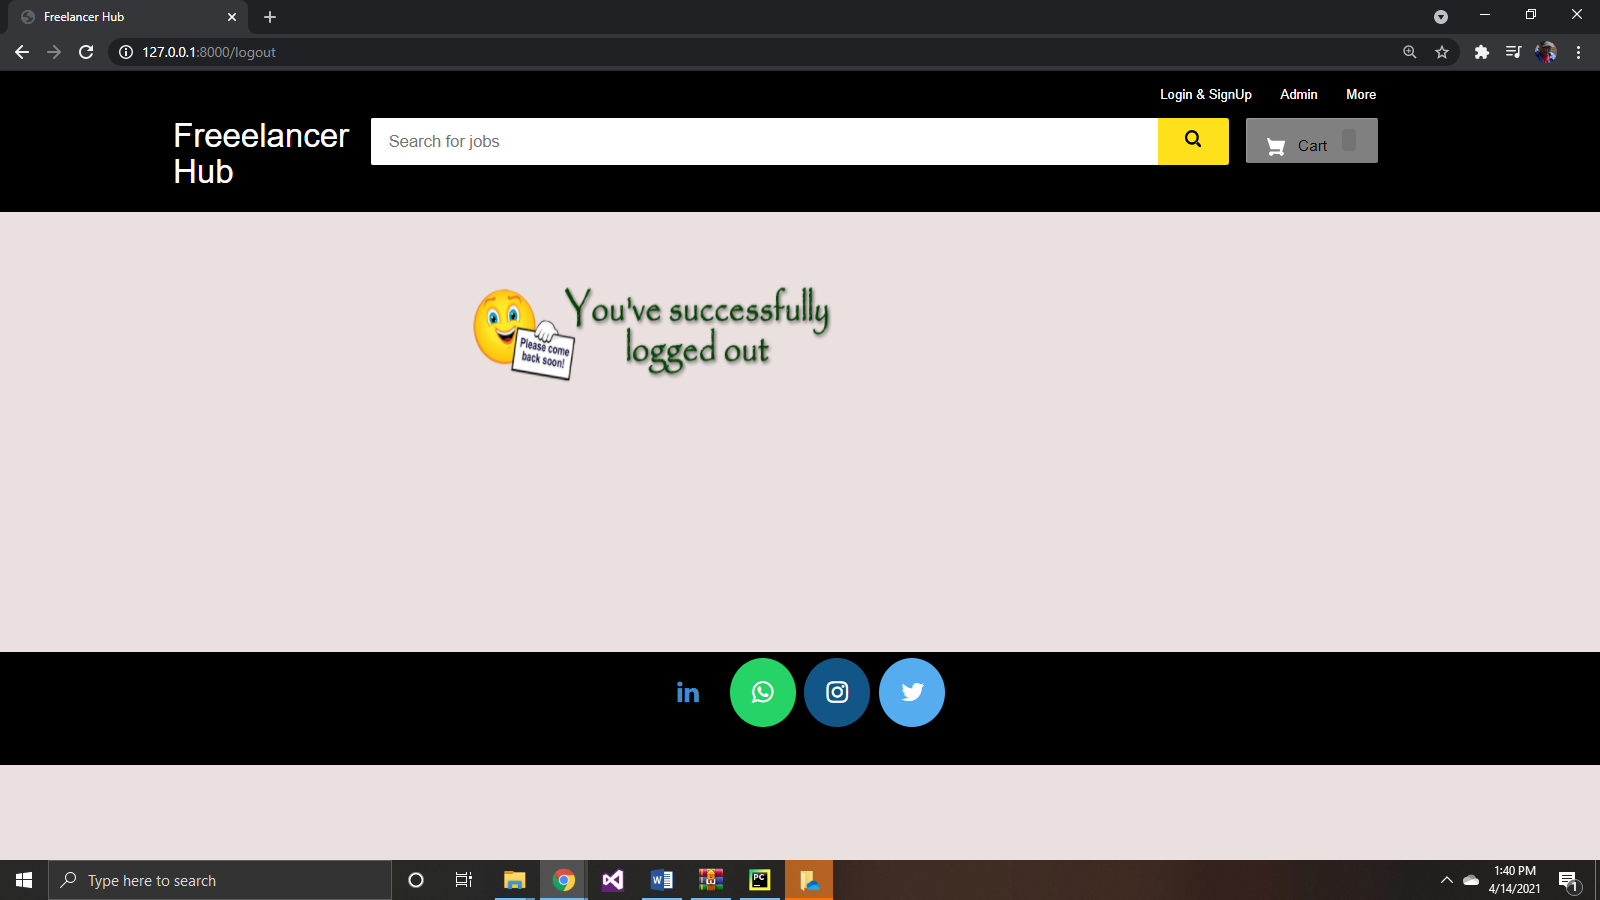 Freelancer Hub
127.0.0.1:8000/logout
Login & SignUp Admin More
Freeelancer
Hub
Search for jobs
Cart
You've successfully
logged out
Please come
back soon!
in
Type here to search
PC
1:40 PM
4/14/2021
1